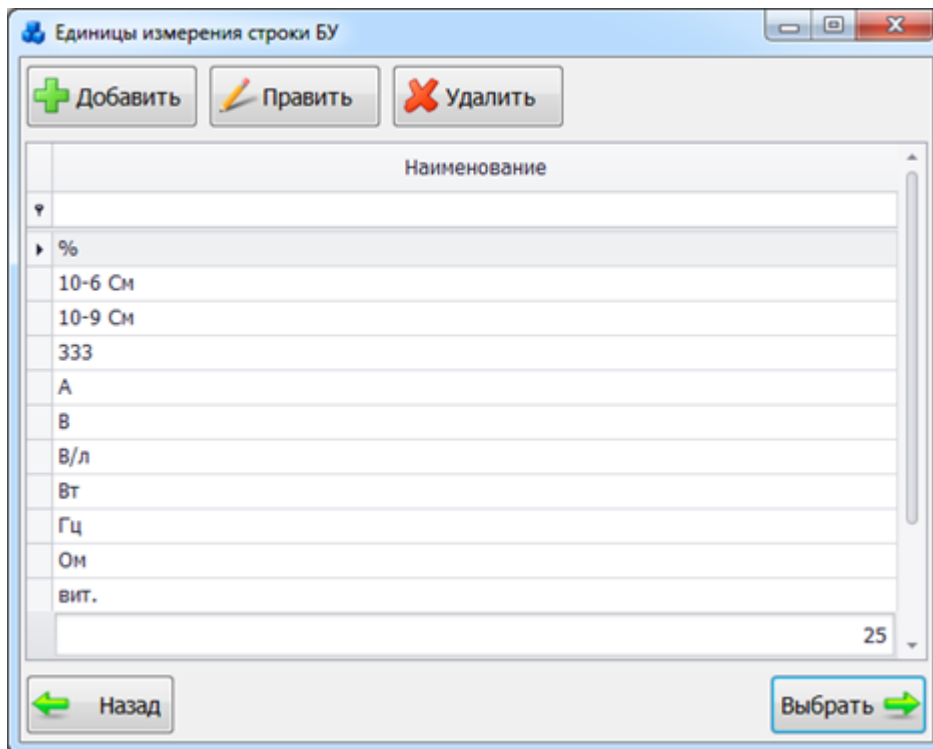 Единицы измерения строки БУ
Добавить Править Удалить
Наименование
%
10-6 См
10-9 См
333
А
В
В/л
Вт
Гц
Ом
вит.
25
Назад Выбрать